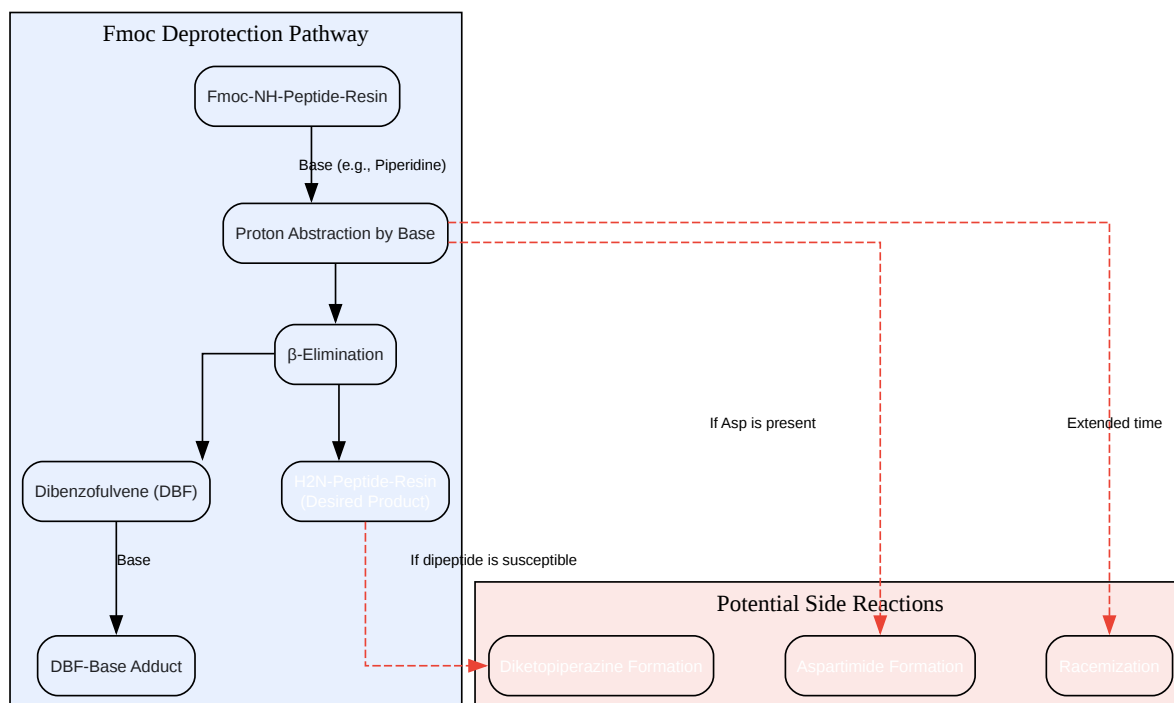 Fmoc Deprotection Pathway
Fmoc-NH-Peptide-Resin
Base (e.g., Piperidine)
Proton Abstraction by Base
β-Elimination
If Asp is present
Extended time
Dibenzofulvene (DBF)
H2N-Peptide-Resin
(Desired Product)
Base
If dipeptide is susceptible
Potential Side Reactions
DBF-Base Adduct
Diketopiperazine Formation
Aspartimide Formation
Racemization